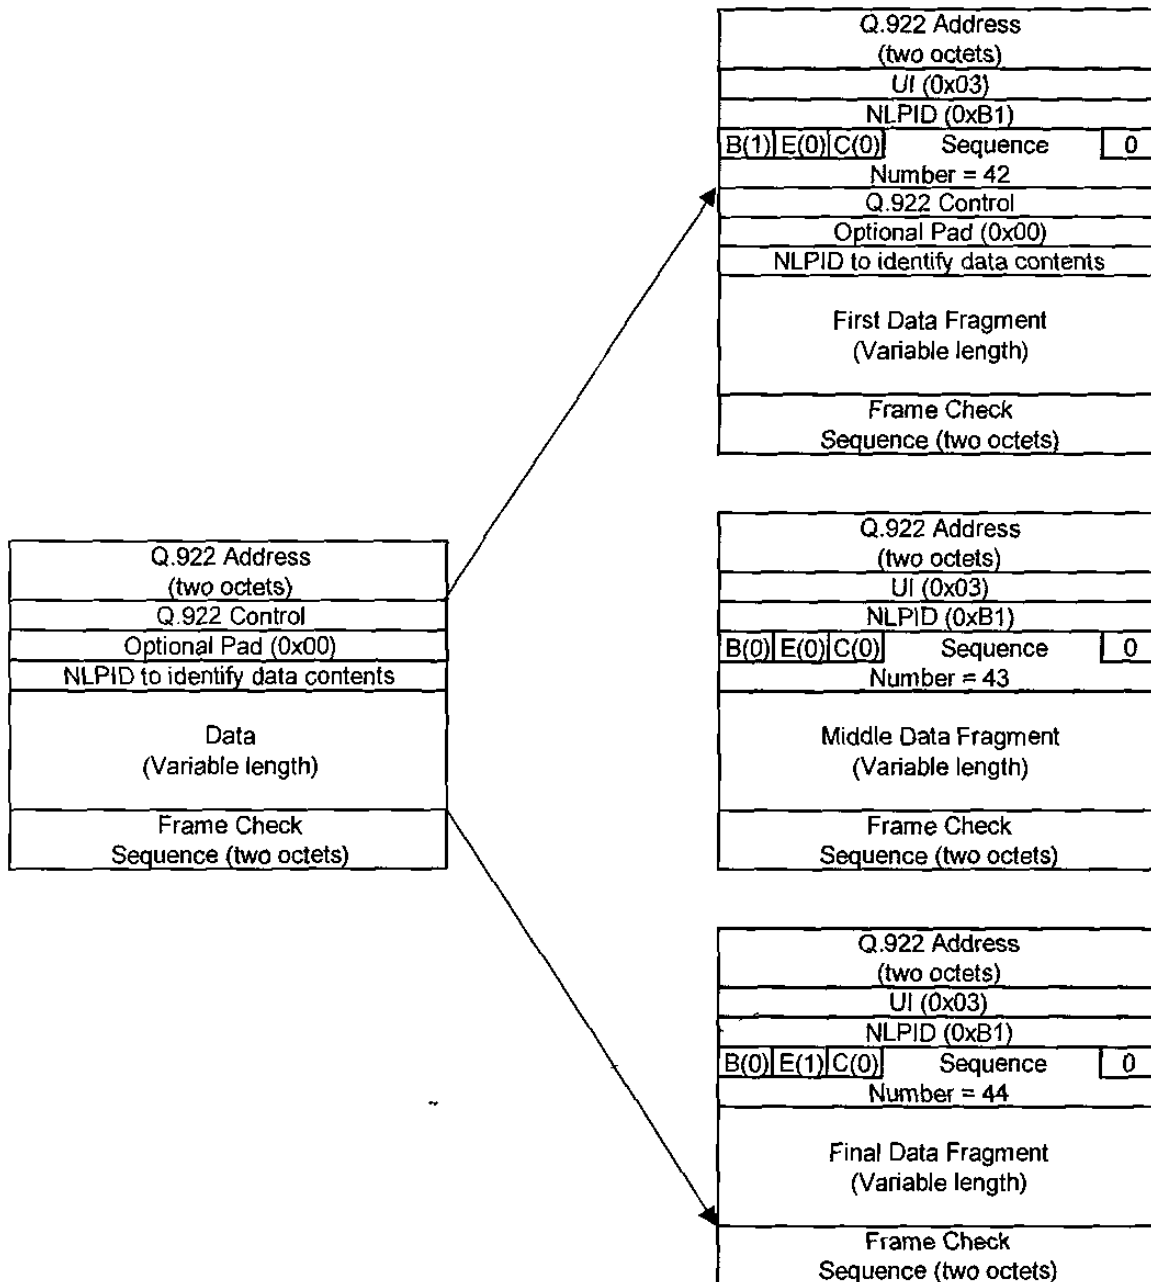 Q.922 Address
(two octets)
Q.922 Control
Optional Pad (0x00)
NLPID to identify data contents
Data
(Variable length)
Frame Check
Sequence (two octets)
Q.922 Address
(two octets)
UI (0x03)
NLPID (0xB1)
B(1) E(0) C(0) Sequence 0
Number = 42
Q.922 Control
Optional Pad (0x00)
NLPID to identify data contents
First Data Fragment
(Variable length)
Frame Check
Sequence (two octets)
Q.922 Address
(two octets)
UI (0x03)
NLPID (0xB1)
B(0) E(0) C(0) Sequence 0
Number = 43
Middle Data Fragment
(Variable length)
Frame Check
Sequence (two octets)
Q.922 Address
(two octets)
UI (0x03)
NLPID (0xB1)
B(0) E(1) C(0) Sequence 0
Number = 44
Final Data Fragment
(Variable length)
Frame Check
Sequence (two octets)